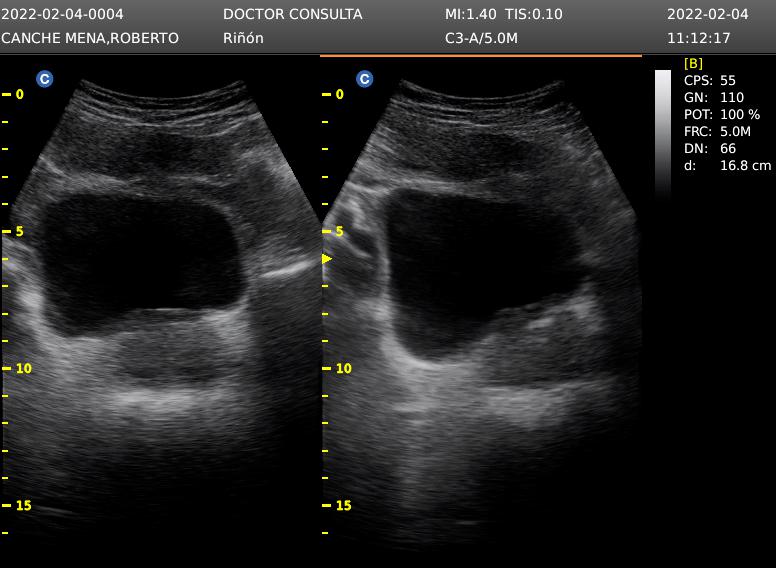 2022-02-04-0004 DOCTOR CONSULTA MI:1.40 TIS:0.10 2022-02-04
CANCHE MENA,ROBERTO Riñón C3-A/5.0M 11:12:17
C
C
[B]
CPS: 55
GN: 110
POT: 100 %
FRC: 5.0M
DN: 66
d: 16.8 cm
0
5
10
15
0
5
10
15